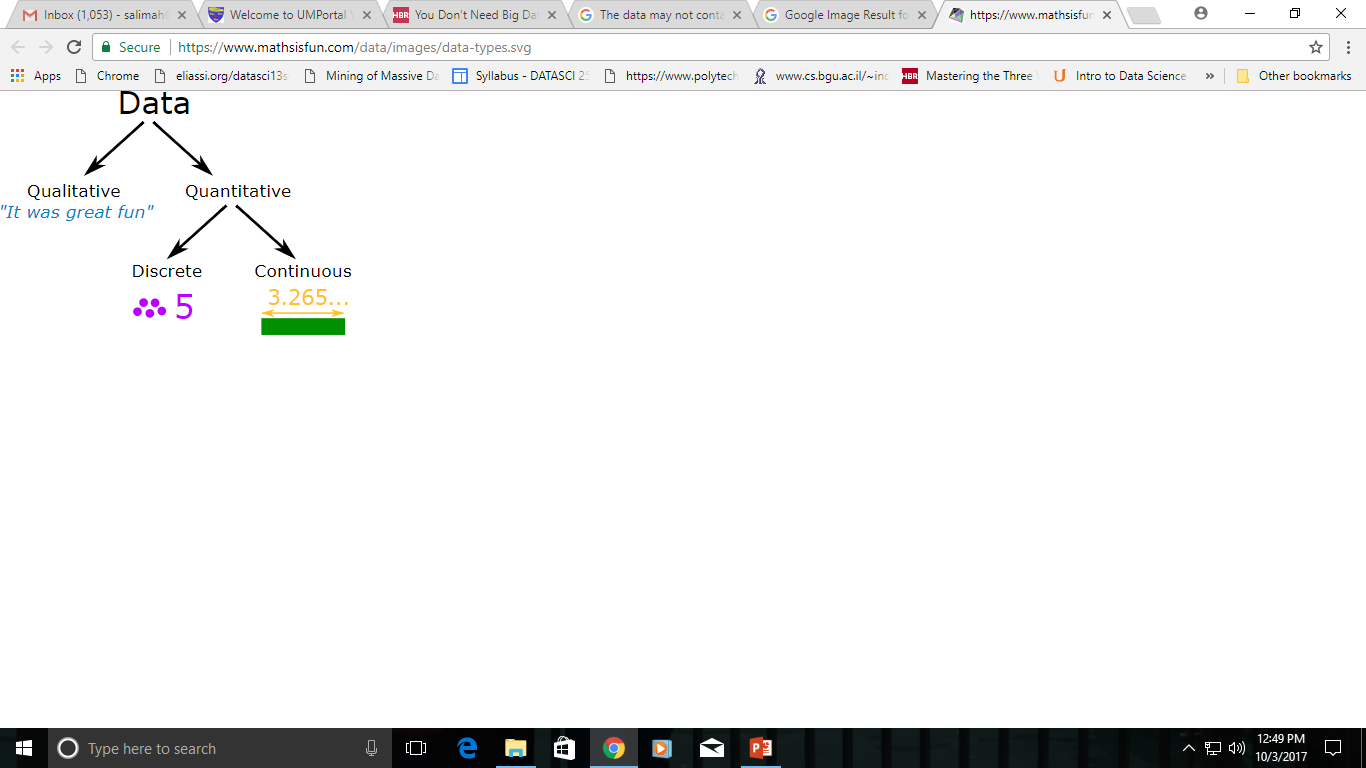 Inbox (1,053) - salimah
Welcome to UMPortal
You Don't Need Big Da
The data may not conta
Google Image Result fo
https://www.mathsisfun
Secure https://www.mathsisfun.com/data/images/data-types.svg
Apps Chrome eliassi.org/datasci13s Mining of Massive Da Syllabus - DATASCI 25 https://www.polytech www.cs.bgu.ac.il/~in HBR Mastering the Three Intro to Data Science » Other bookmarks
Data
Qualitative Quantitative
"It was great fun"
Discrete Continuous
5 3.265...
Type here to search
12:49 PM
10/3/2017